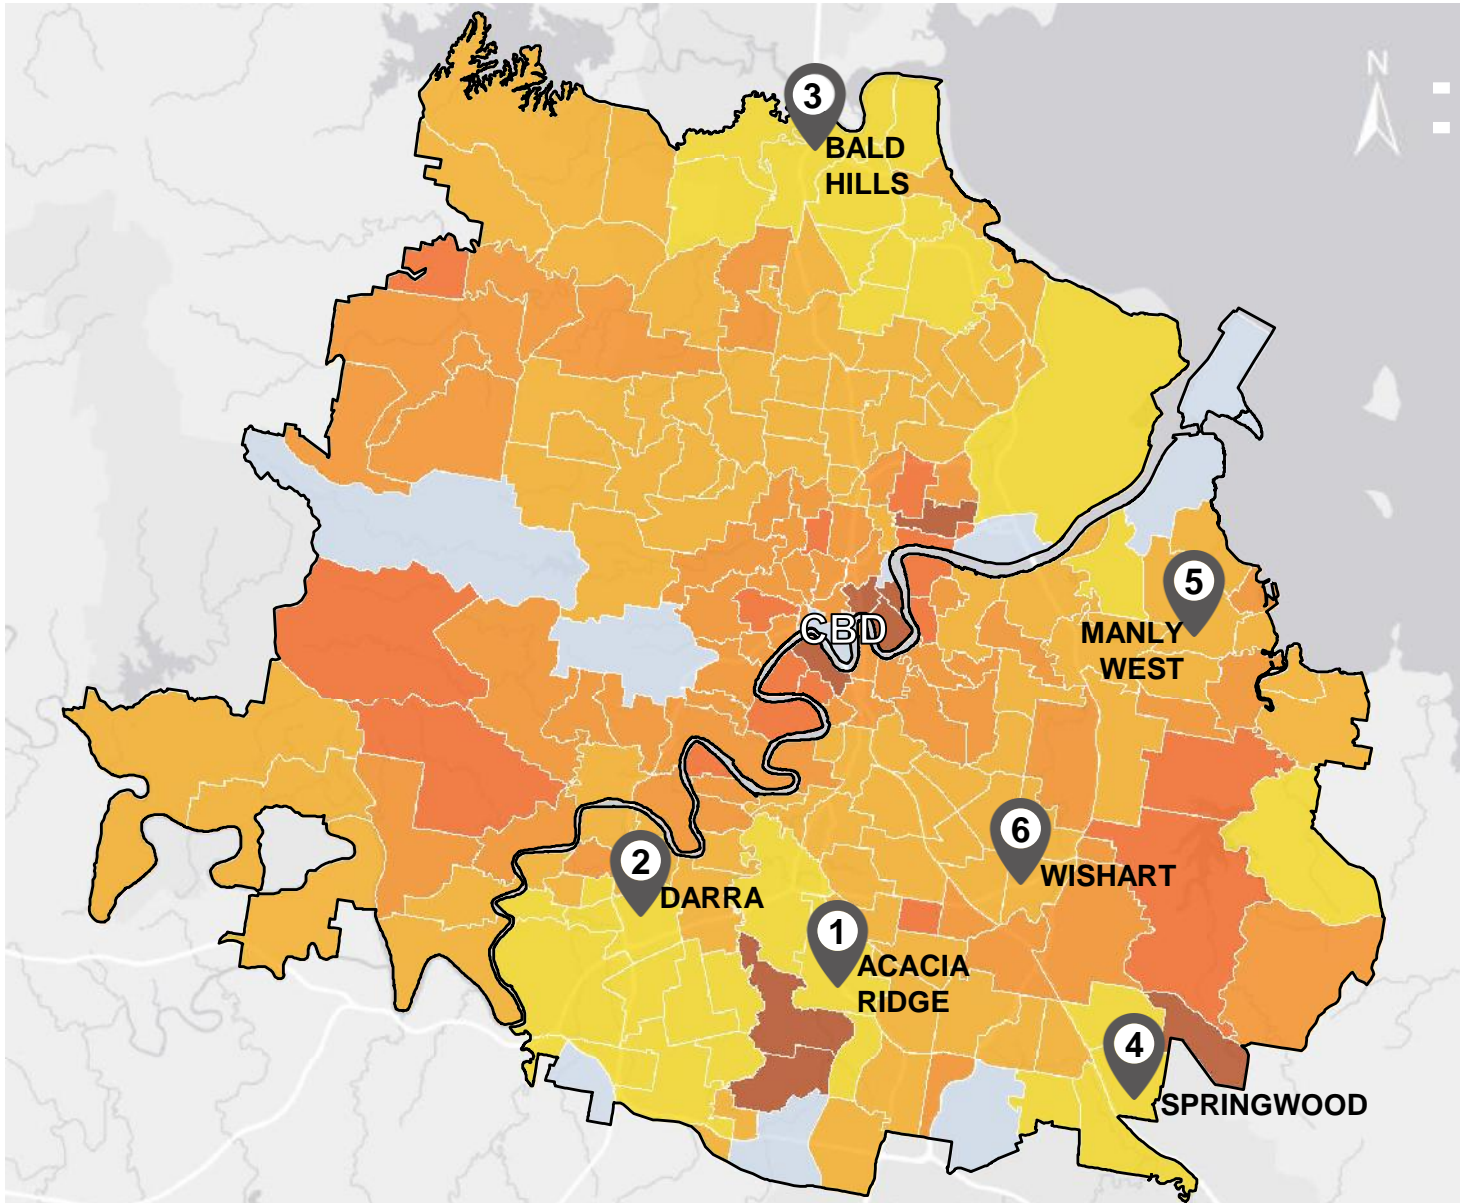 N
3
BALD
HILLS
5
CBD
MANLY
WEST
6
2
WISHART
DARRA
1
ACACIA
RIDGE
4
SPRINGWOOD